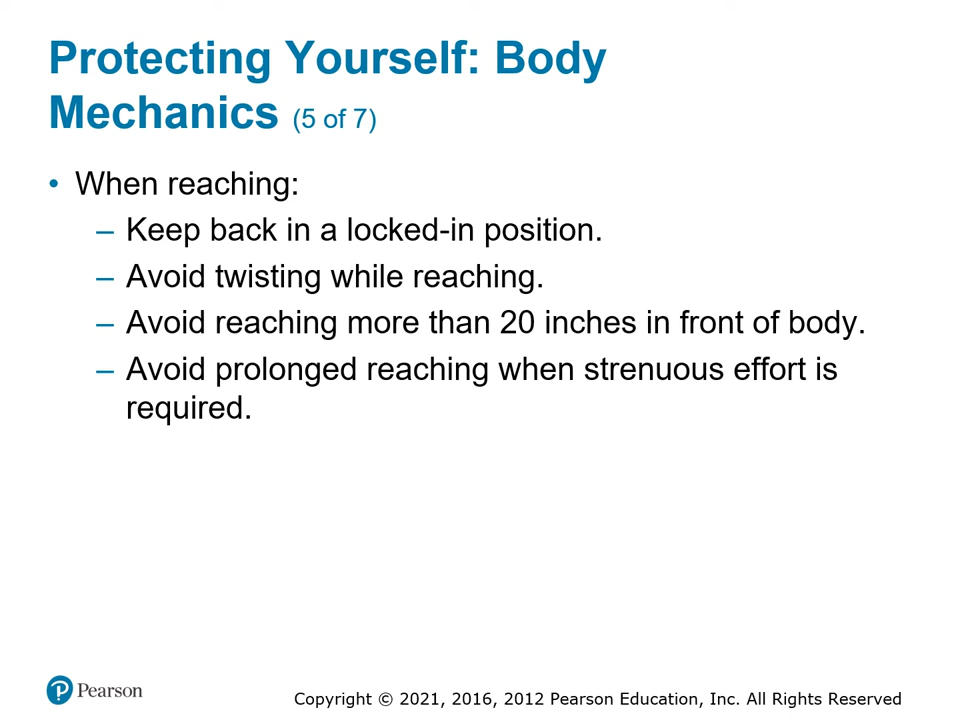 Protecting Yourself: Body
Mechanics (5 of 7)
• When reaching:
– Keep back in a locked-in position.
– Avoid twisting while reaching.
– Avoid reaching more than 20 inches in front of body.
– Avoid prolonged reaching when strenuous effort is
required.
Pearson
Copyright © 2021, 2016, 2012 Pearson Education, Inc. All Rights Reserved